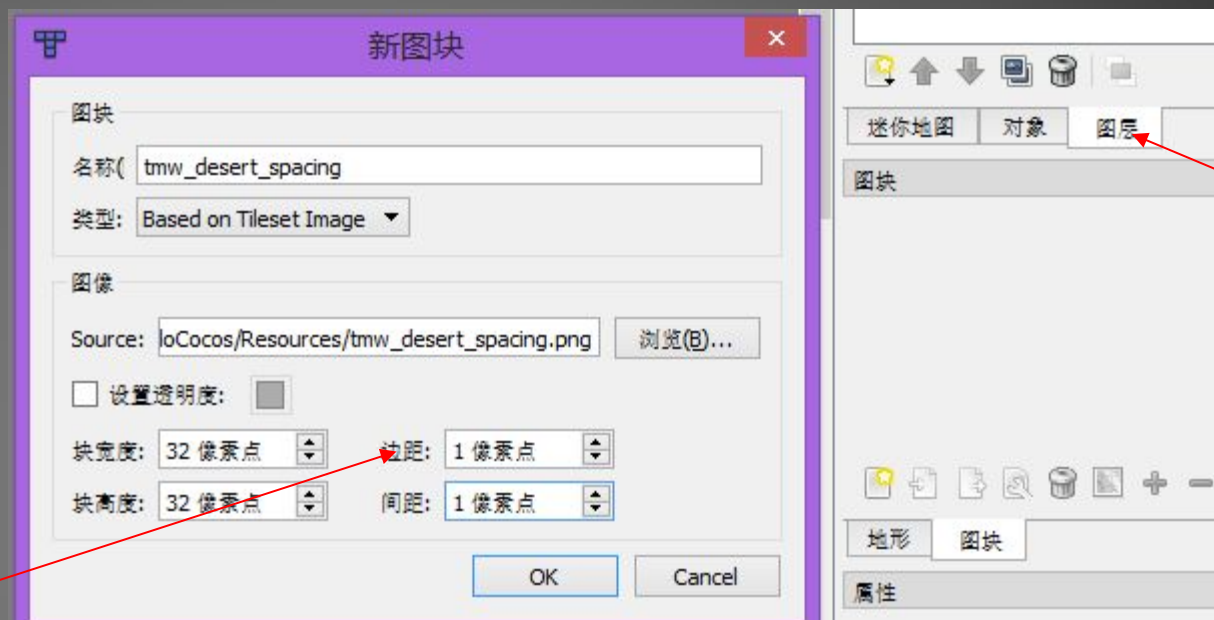 新图块
图块
名称( tmw_desert_spacing
类型: Based on Tileset Image
图像
Source: loCocos/Resources/tmw_desert_spacing.png 浏览(B)...
设置透明度:
块宽度: 32 像素点 边距: 1 像素点
块高度: 32 像素点 间距: 1 像素点
OK Cancel
迷你地图 对象 图层
图块
地形 图块
属性